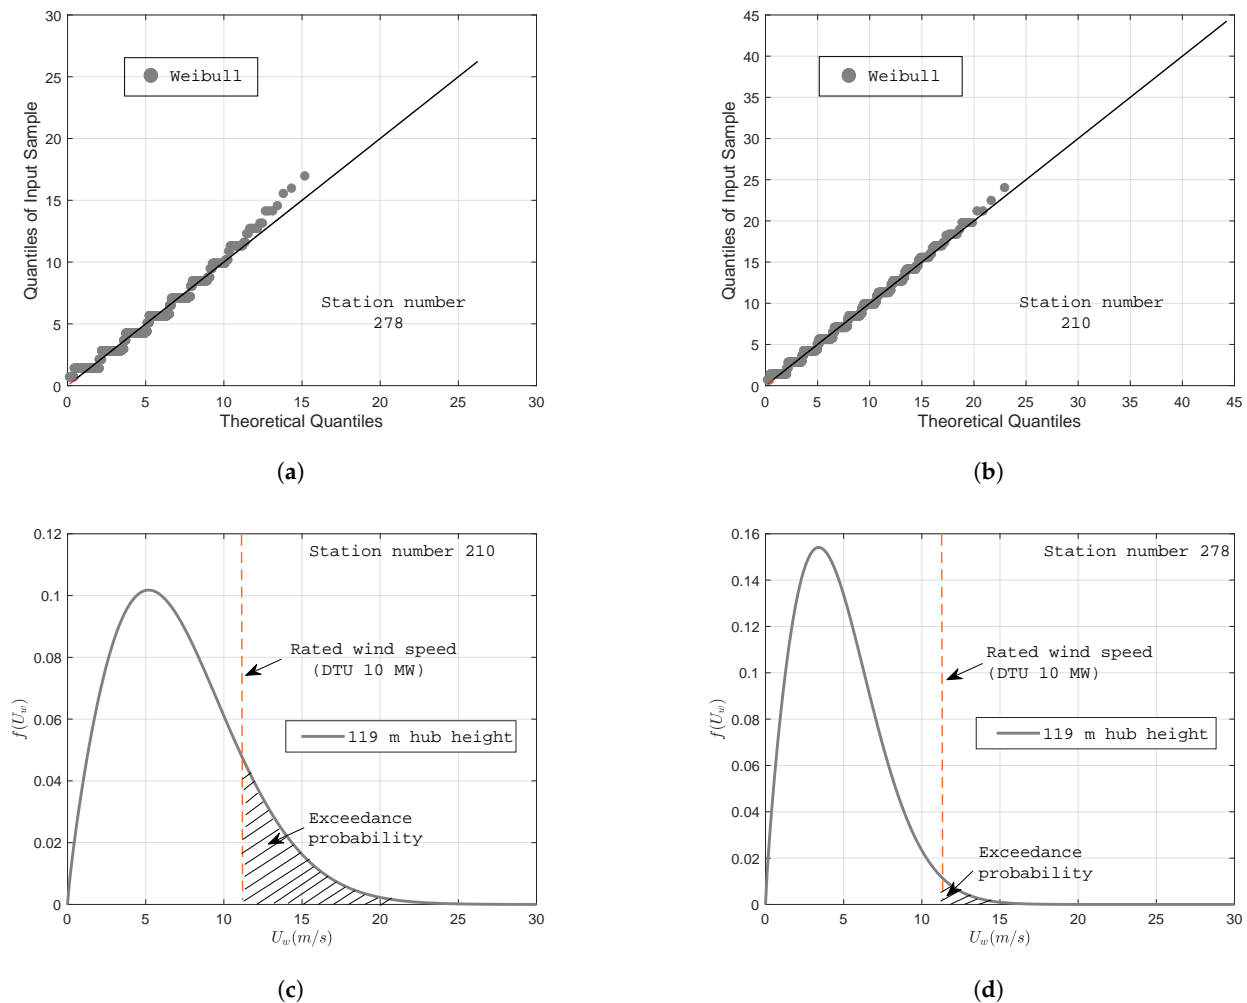 30
25
20
15
10
5
0
Quantiles of Input Sample
Weibull
Station number
278
0 5 10 15 20 25 30
Theoretical Quantiles
(a)
45
40
35
30
25
20
15
10
5
0
Quantiles of Input Sample
Weibull
Station number
210
0 5 10 15 20 25 30 35 40 45
Theoretical Quantiles
(b)
0.12
0.1
0.08
0.06
0.04
0.02
0
f(U_w)
Station number 210
Rated wind speed
(DTU 10 MW)
119 m hub height
Exceedance
probability
0 5 10 15 20 25 30
U_w(m/s)
(c)
0.16
0.14
0.12
0.1
0.08
0.06
0.04
0.02
0
f(U_w)
Station number 278
Rated wind speed
(DTU 10 MW)
119 m hub height
Exceedance
probability
0 5 10 15 20 25 30
U_w(m/s)
(d)